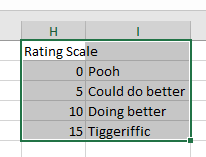 H I
Rating Scale
0 Pooh
5 Could do better
10 Doing better
15 Tiggeriffic